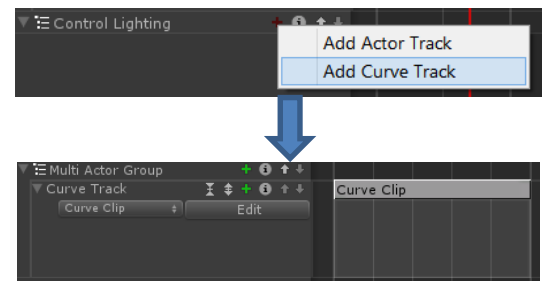 Control Lighting
Add Actor Track
Add Curve Track
Multi Actor Group
Curve Track
Curve Clip
Curve Clip Edit